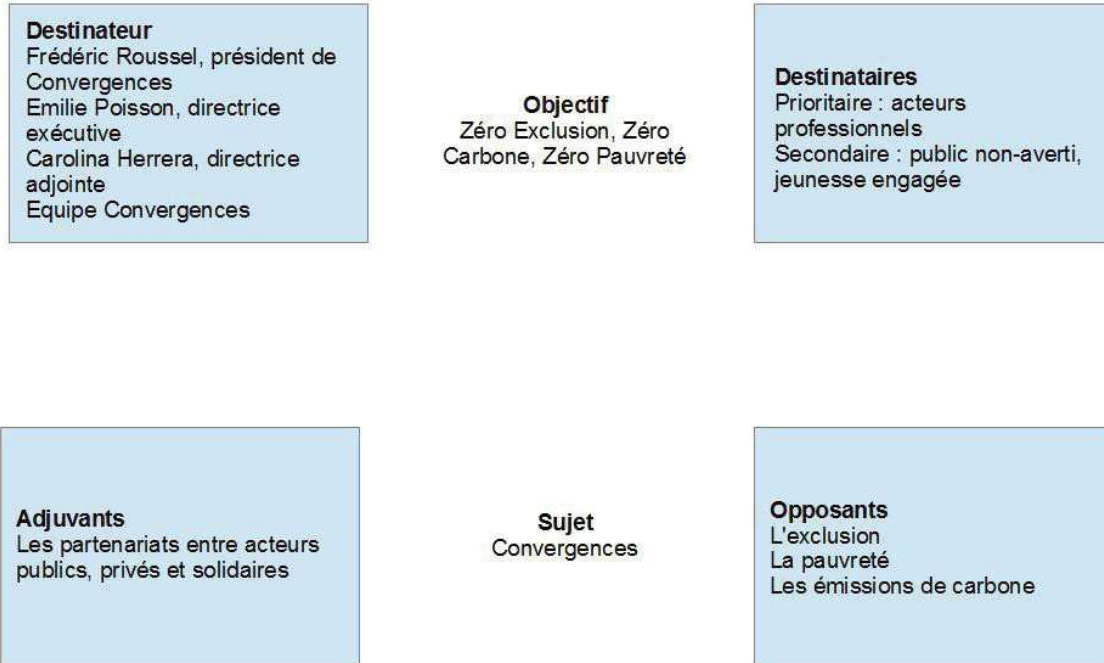 Destinateur
Frédéric Roussel, président de
Convergences
Emilie Poisson, directrice
exécutive
Carolina Herrera, directrice
adjointe
Equipe Convergences
Objectif
Zéro Exclusion, Zéro
Carbone, Zéro Pauvreté
Destinataires
Prioritaire : acteurs
professionnels
Secondaire : public non-averti,
jeunesse engagée
Adjuvants
Les partenariats entre acteurs
publics, privés et solidaires
Sujet
Convergences
Opposants
L'exclusion
La pauvreté
Les émissions de carbone